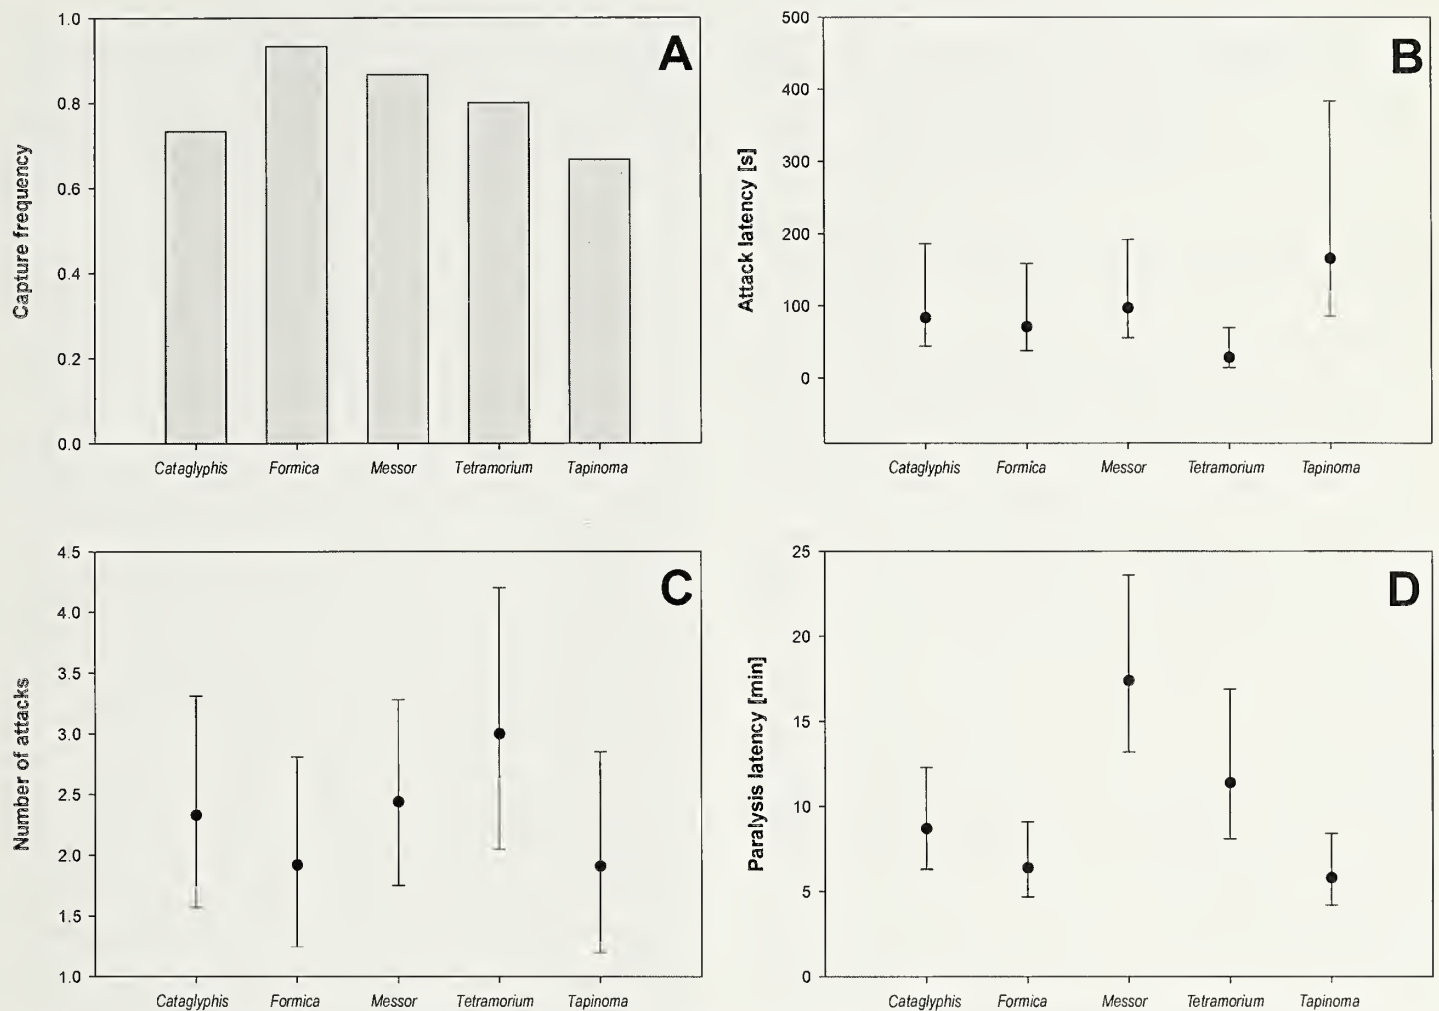 A
Capture frequency
1.0
0.8
0.6
0.4
0.2
0.0
Cataglyphis Formica Messor Tetramorium Tapinoma
B
Attack latency [s]
500
400
300
200
100
0
Cataglyphis Formica Messor Tetramorium Tapinoma
C
Number of attacks
4.5
4.0
3.5
3.0
2.5
2.0
1.5
1.0
Cataglyphis Formica Messor Tetramorium Tapinoma
D
Paralysis latency [min]
25
20
15
10
5
0
Cataglyphis Formica Messor Tetramorium Tapinoma